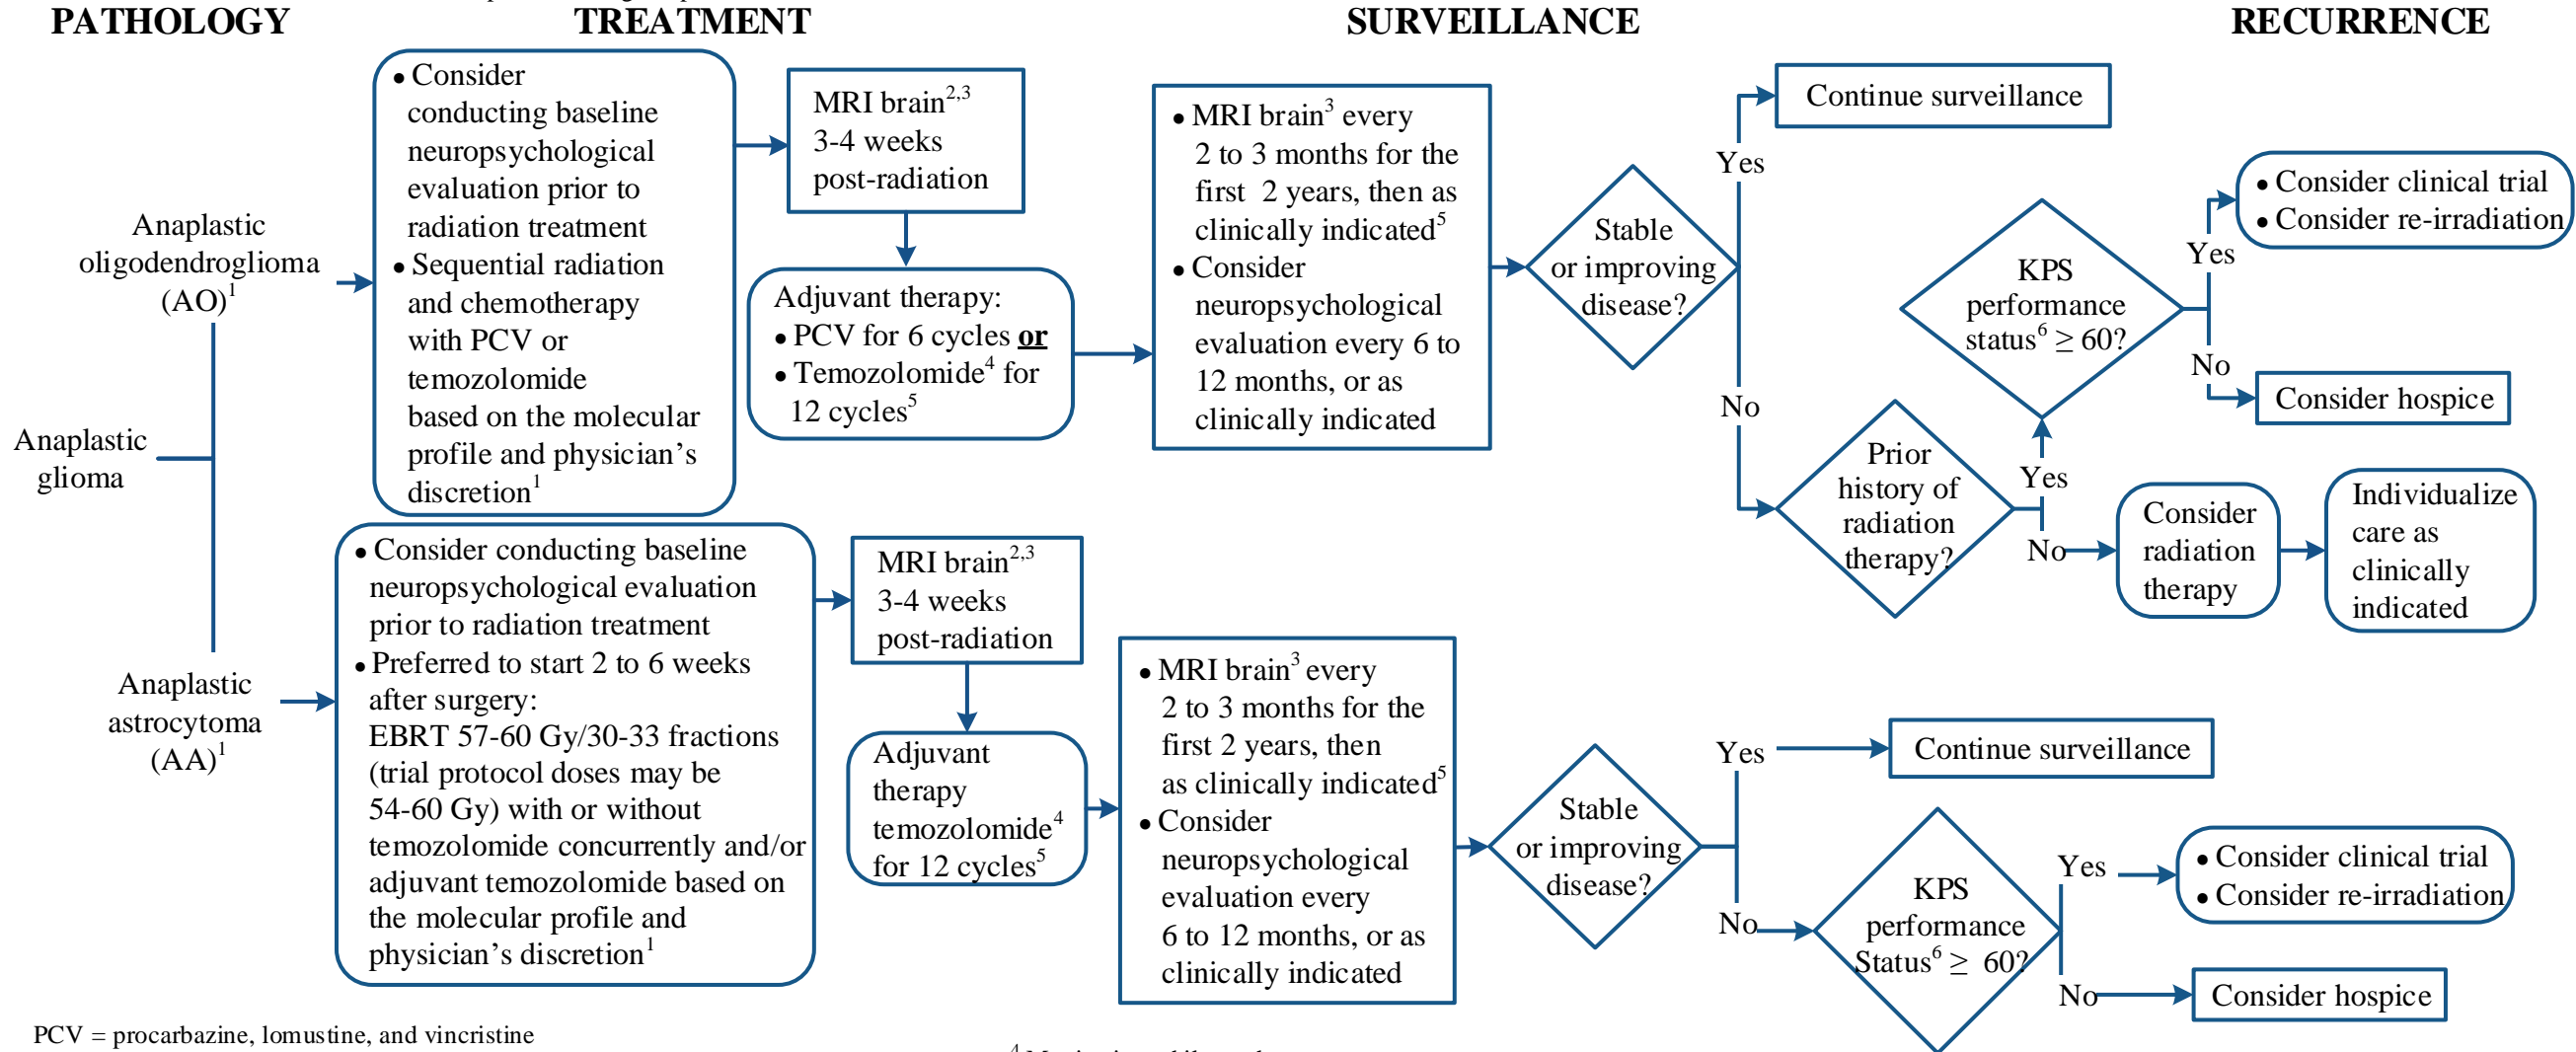 PATHOLOGY
TREATMENT
SURVEILLANCE
RECURRENCE
Anaplastic
glioma
Anaplastic
oligodendroglioma
(AO)1
• Consider
conducting baseline
neuropsychological
evaluation prior to
radiation treatment
• Sequential radiation
and chemotherapy
with PCV or
temozolomide
based on the molecular
profile and physician’s
discretion1
MRI brain2,3
3-4 weeks
post-radiation
Adjuvant therapy:
• PCV for 6 cycles or
• Temozolomide4 for
12 cycles5
• MRI brain3 every
2 to 3 months for the
first 2 years, then as
clinically indicated5
• Consider
neuropsychological
evaluation every 6 to
12 months, or as
clinically indicated
Stable
or improving
disease?
Yes
Continue surveillance
No
Prior
history of
radiation
therapy?
Yes
KPS
performance
status6 ≥ 60?
Yes
• Consider clinical trial
• Consider re-irradiation
No
Consider hospice
No
Consider
radiation
therapy
Individualize
care as
clinically
indicated
Anaplastic
astrocytoma
(AA)1
• Consider conducting baseline
neuropsychological evaluation
prior to radiation treatment
• Preferred to start 2 to 6 weeks
after surgery:
EBRT 57-60 Gy/30-33 fractions
(trial protocol doses may be
54-60 Gy) with or without
temozolomide concurrently and/or
adjuvant temozolomide based on
the molecular profile and
physician’s discretion1
MRI brain2,3
3-4 weeks
post-radiation
Adjuvant
therapy
temozolomide4
for 12 cycles5
• MRI brain3 every
2 to 3 months for the
first 2 years, then
as clinically indicated5
• Consider
neuropsychological
evaluation every
6 to 12 months, or as
clinically indicated
Stable
or improving
disease?
Yes
Continue surveillance
No
KPS
performance
Status6 ≥ 60?
Yes
• Consider clinical trial
• Consider re-irradiation
No
Consider hospice
PCV = procarbazine, lomustine, and vincristine